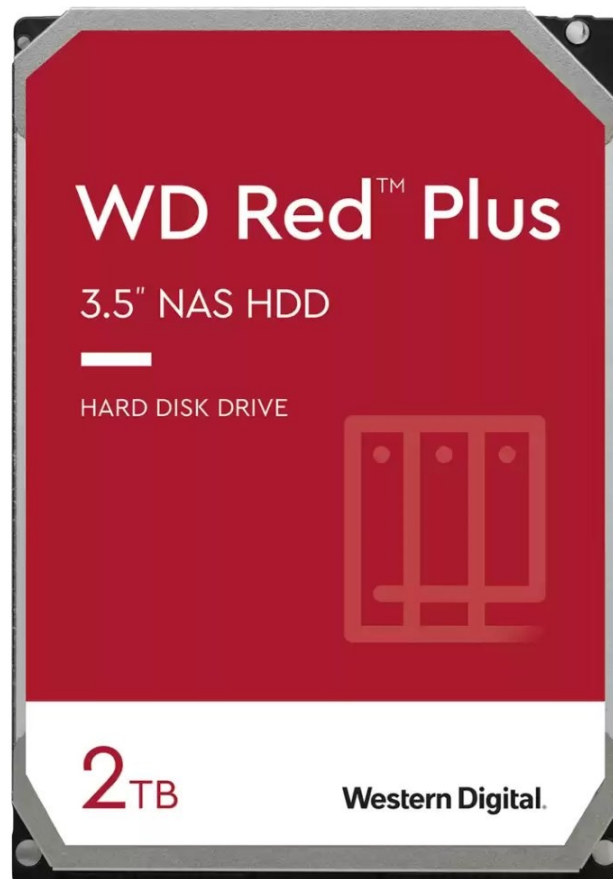 WD Red™ Plus
3.5" NAS HDD
HARD DISK DRIVE
2TB
Western Digital.